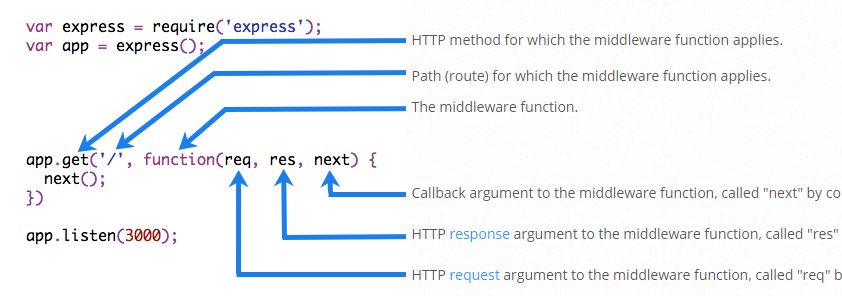 var express = require('express');
var app = express();
HTTP method for which the middleware function applies.
Path (route) for which the middleware function applies.
The middleware function.
app.get('/', function(req, res, next) {
next();
})
Callback argument to the middleware function, called "next" by co
app.listen(3000);
HTTP response argument to the middleware function, called "res"
HTTP request argument to the middleware function, called "req" b